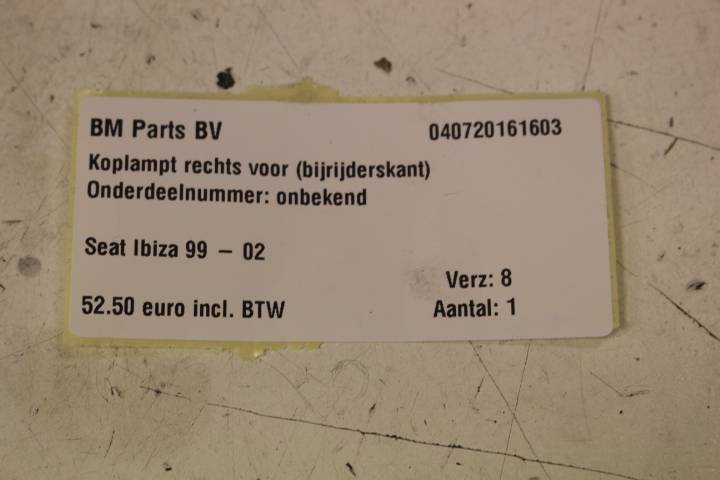 BM Parts BV 040720161603
Koplampt rechts voor (bijrijderskant)
Onderdeelnummer: onbekend
Seat Ibiza 99 – 02
Verz: 8
52.50 euro incl. BTW Aantal: 1